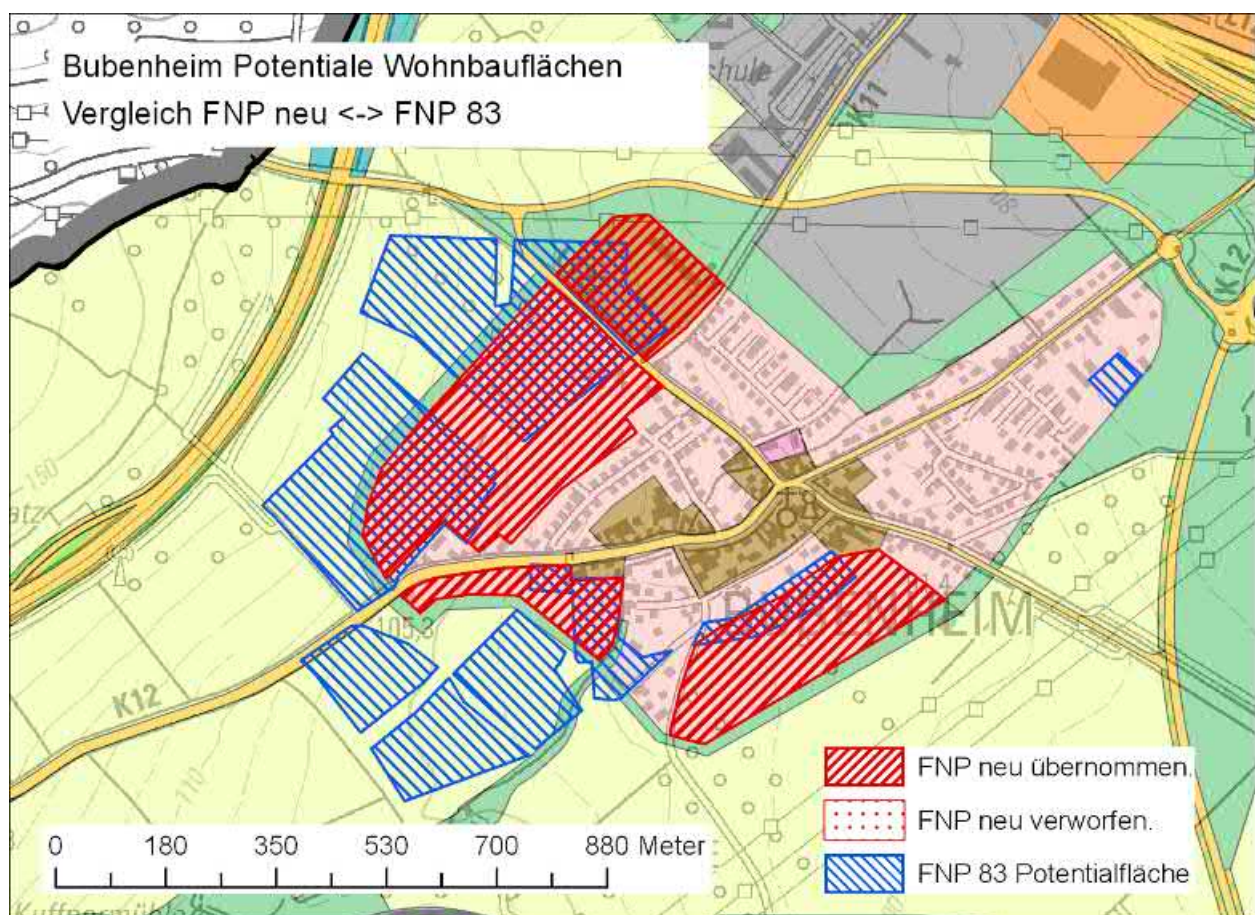 Bubenheim Potentiale Wohnbauflächen
Vergleich FNP neu <-> FNP 83
K11
80
K12
150
105,3
BUBENHEIM
K12
110
FNP neu übernommen.
FNP neu verworfen.
FNP 83 Potentialfläche
0 180 350 530 700 880 Meter